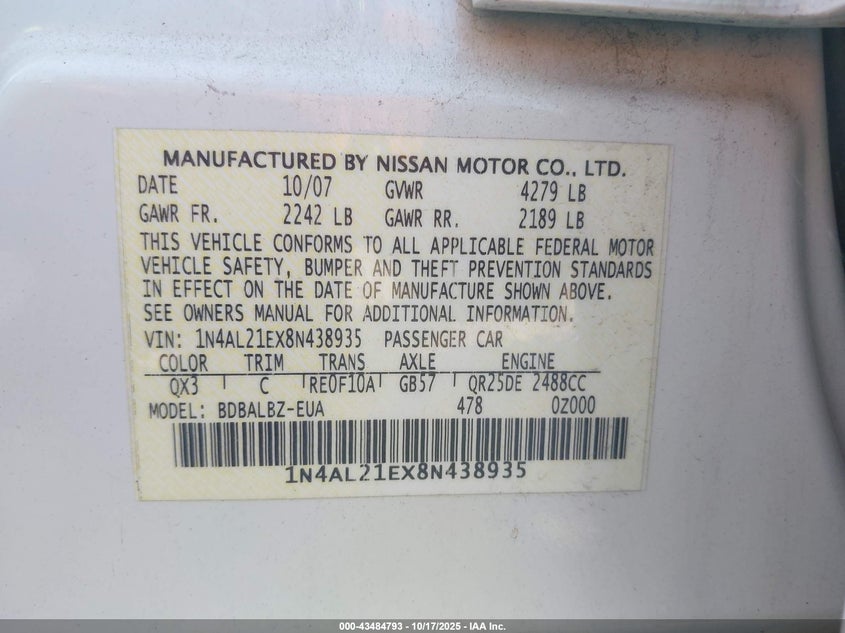 MANUFACTURED BY NISSAN MOTOR CO., LTD.
DATE 10/07 GVWR 4279 LB
GAWR FR. 2242 LB GAWR RR. 2189 LB
THIS VEHICLE CONFORMS TO ALL APPLICABLE FEDERAL MOTOR
VEHICLE SAFETY, BUMPER AND THEFT PREVENTION STANDARDS
IN EFFECT ON THE DATE OF MANUFACTURE SHOWN ABOVE.
SEE OWNERS MANUAL FOR ADDITIONAL INFORMATION.
VIN: 1N4AL21EX8N438935 PASSENGER CAR
COLOR TRIM TRANS AXLE ENGINE
QX3 C RE0F10A GB57 QR25DE 2488CC
MODEL: BDBALBZ-EUA 478 0Z000
1N4AL21EX8N438935
000-43484793 - 10/17/2025 - IAA Inc.